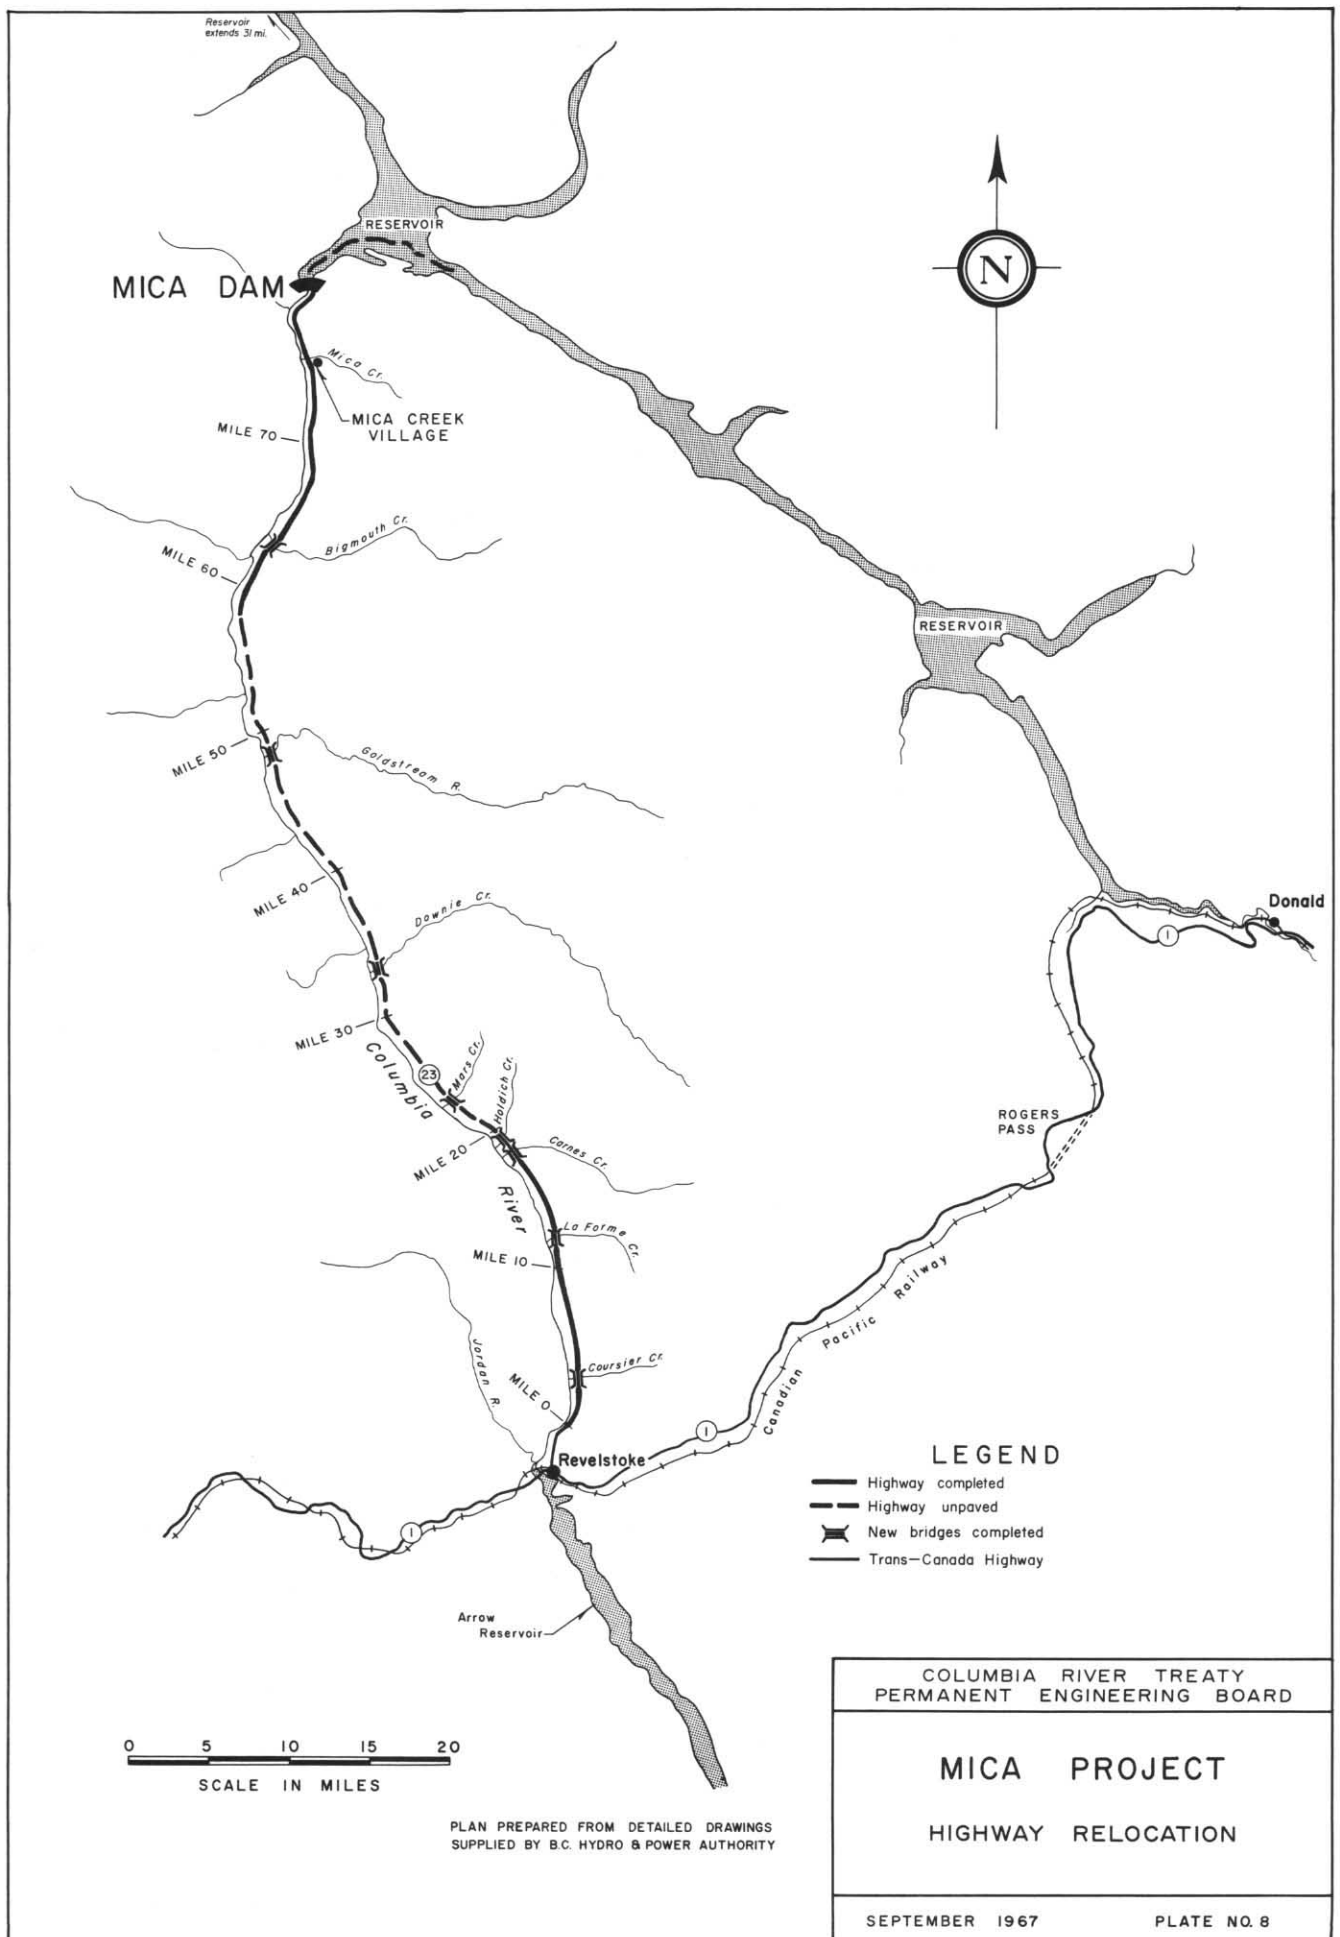 Reservoir
extends 31 mi.
RESERVOIR
MICA DAM
Mica Cr.
MICA CREEK
VILLAGE
MILE 70
Bigmouth Cr.
MILE 60
RESERVOIR
MILE 50
Goldstream R.
MILE 40
Downie Cr.
Donald
1
MILE 30
Columbia
River
23
Mars Cr.
Holdich Cr.
ROGERS
PASS
MILE 20
Carnes Cr.
La Forme Cr.
MILE 10
Canadian Pacific Railway
Jordan R.
Coursier Cr.
MILE 0
1
Revelstoke
1
N
LEGEND
Highway completed
Highway unpaved
New bridges completed
Trans-Canada Highway
Arrow
Reservoir
0 5 10 15 20
SCALE IN MILES
PLAN PREPARED FROM DETAILED DRAWINGS
SUPPLIED BY B.C. HYDRO & POWER AUTHORITY
COLUMBIA RIVER TREATY
PERMANENT ENGINEERING BOARD
MICA PROJECT
HIGHWAY RELOCATION
SEPTEMBER 1967 PLATE NO. 8